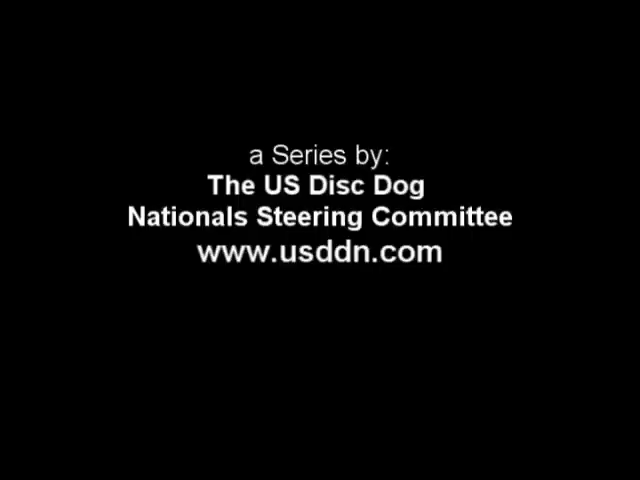 a Series by:
The US Disc Dog
Nationals Steering Committee
www.usddn.com